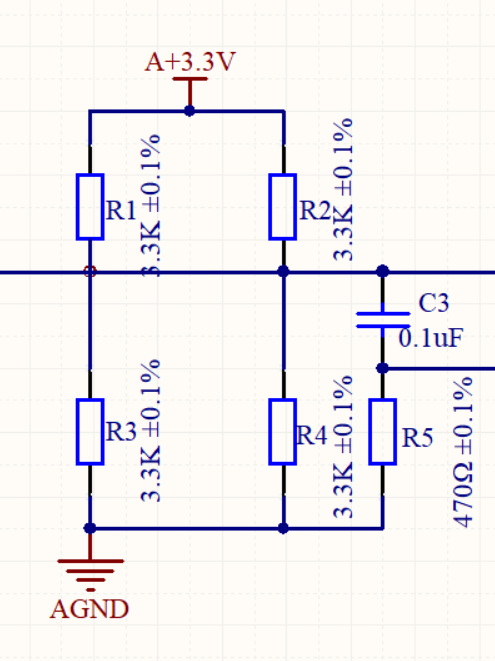 A+3.3V
R1
3.3K ±0.1%
R2
3.3K ±0.1%
C3
0.1uF
R3
3.3K ±0.1%
R4
3.3K ±0.1%
R5
470Ω ±0.1%
AGND